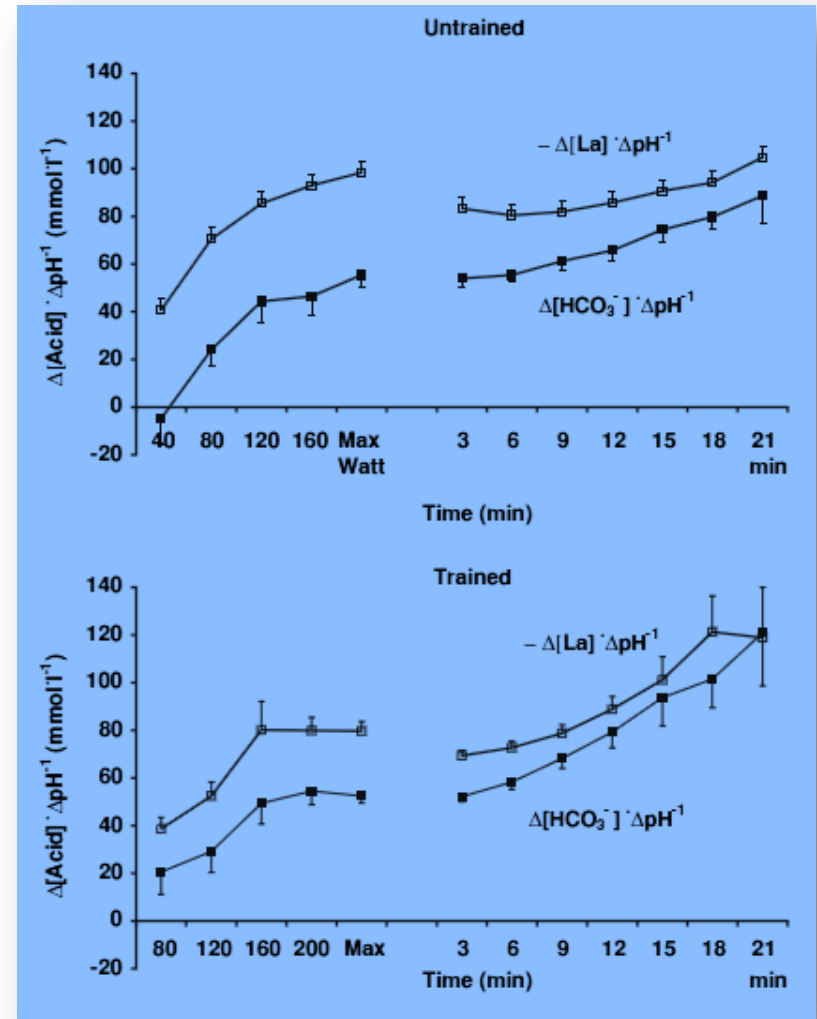 Untrained
140
120
100
80
60
40
20
0
-20
Δ[Acid]·ΔpH⁻¹ (mmol·l⁻¹)
– Δ[La]·ΔpH⁻¹
Δ[HCO₃⁻]·ΔpH⁻¹
40 80 120 160 Max 3 6 9 12 15 18 21
Watt min
Time (min)
Trained
140
120
100
80
60
40
20
0
-20
Δ[Acid]·ΔpH⁻¹ (mmol·l⁻¹)
– Δ[La]·ΔpH⁻¹
Δ[HCO₃⁻]·ΔpH⁻¹
80 120 160 200 Max 3 6 9 12 15 18 21
Time (min) min